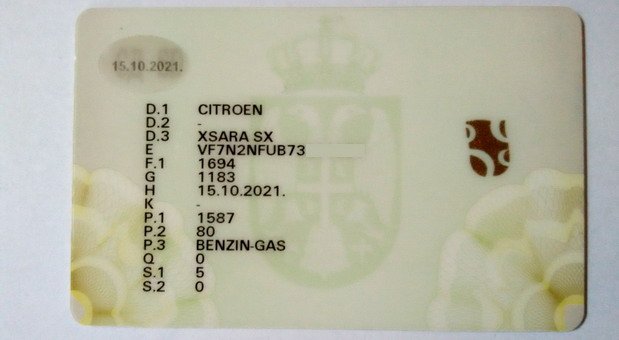 15.10.2021.
D.1 CITROEN
D.2 -
D.3 XSARA SX
E VF7N2NFUB73
F.1 1694
G 1183
H 15.10.2021.
K -
P.1 1587
P.2 80
P.3 BENZIN-GAS
Q 0
S.1 5
S.2 0